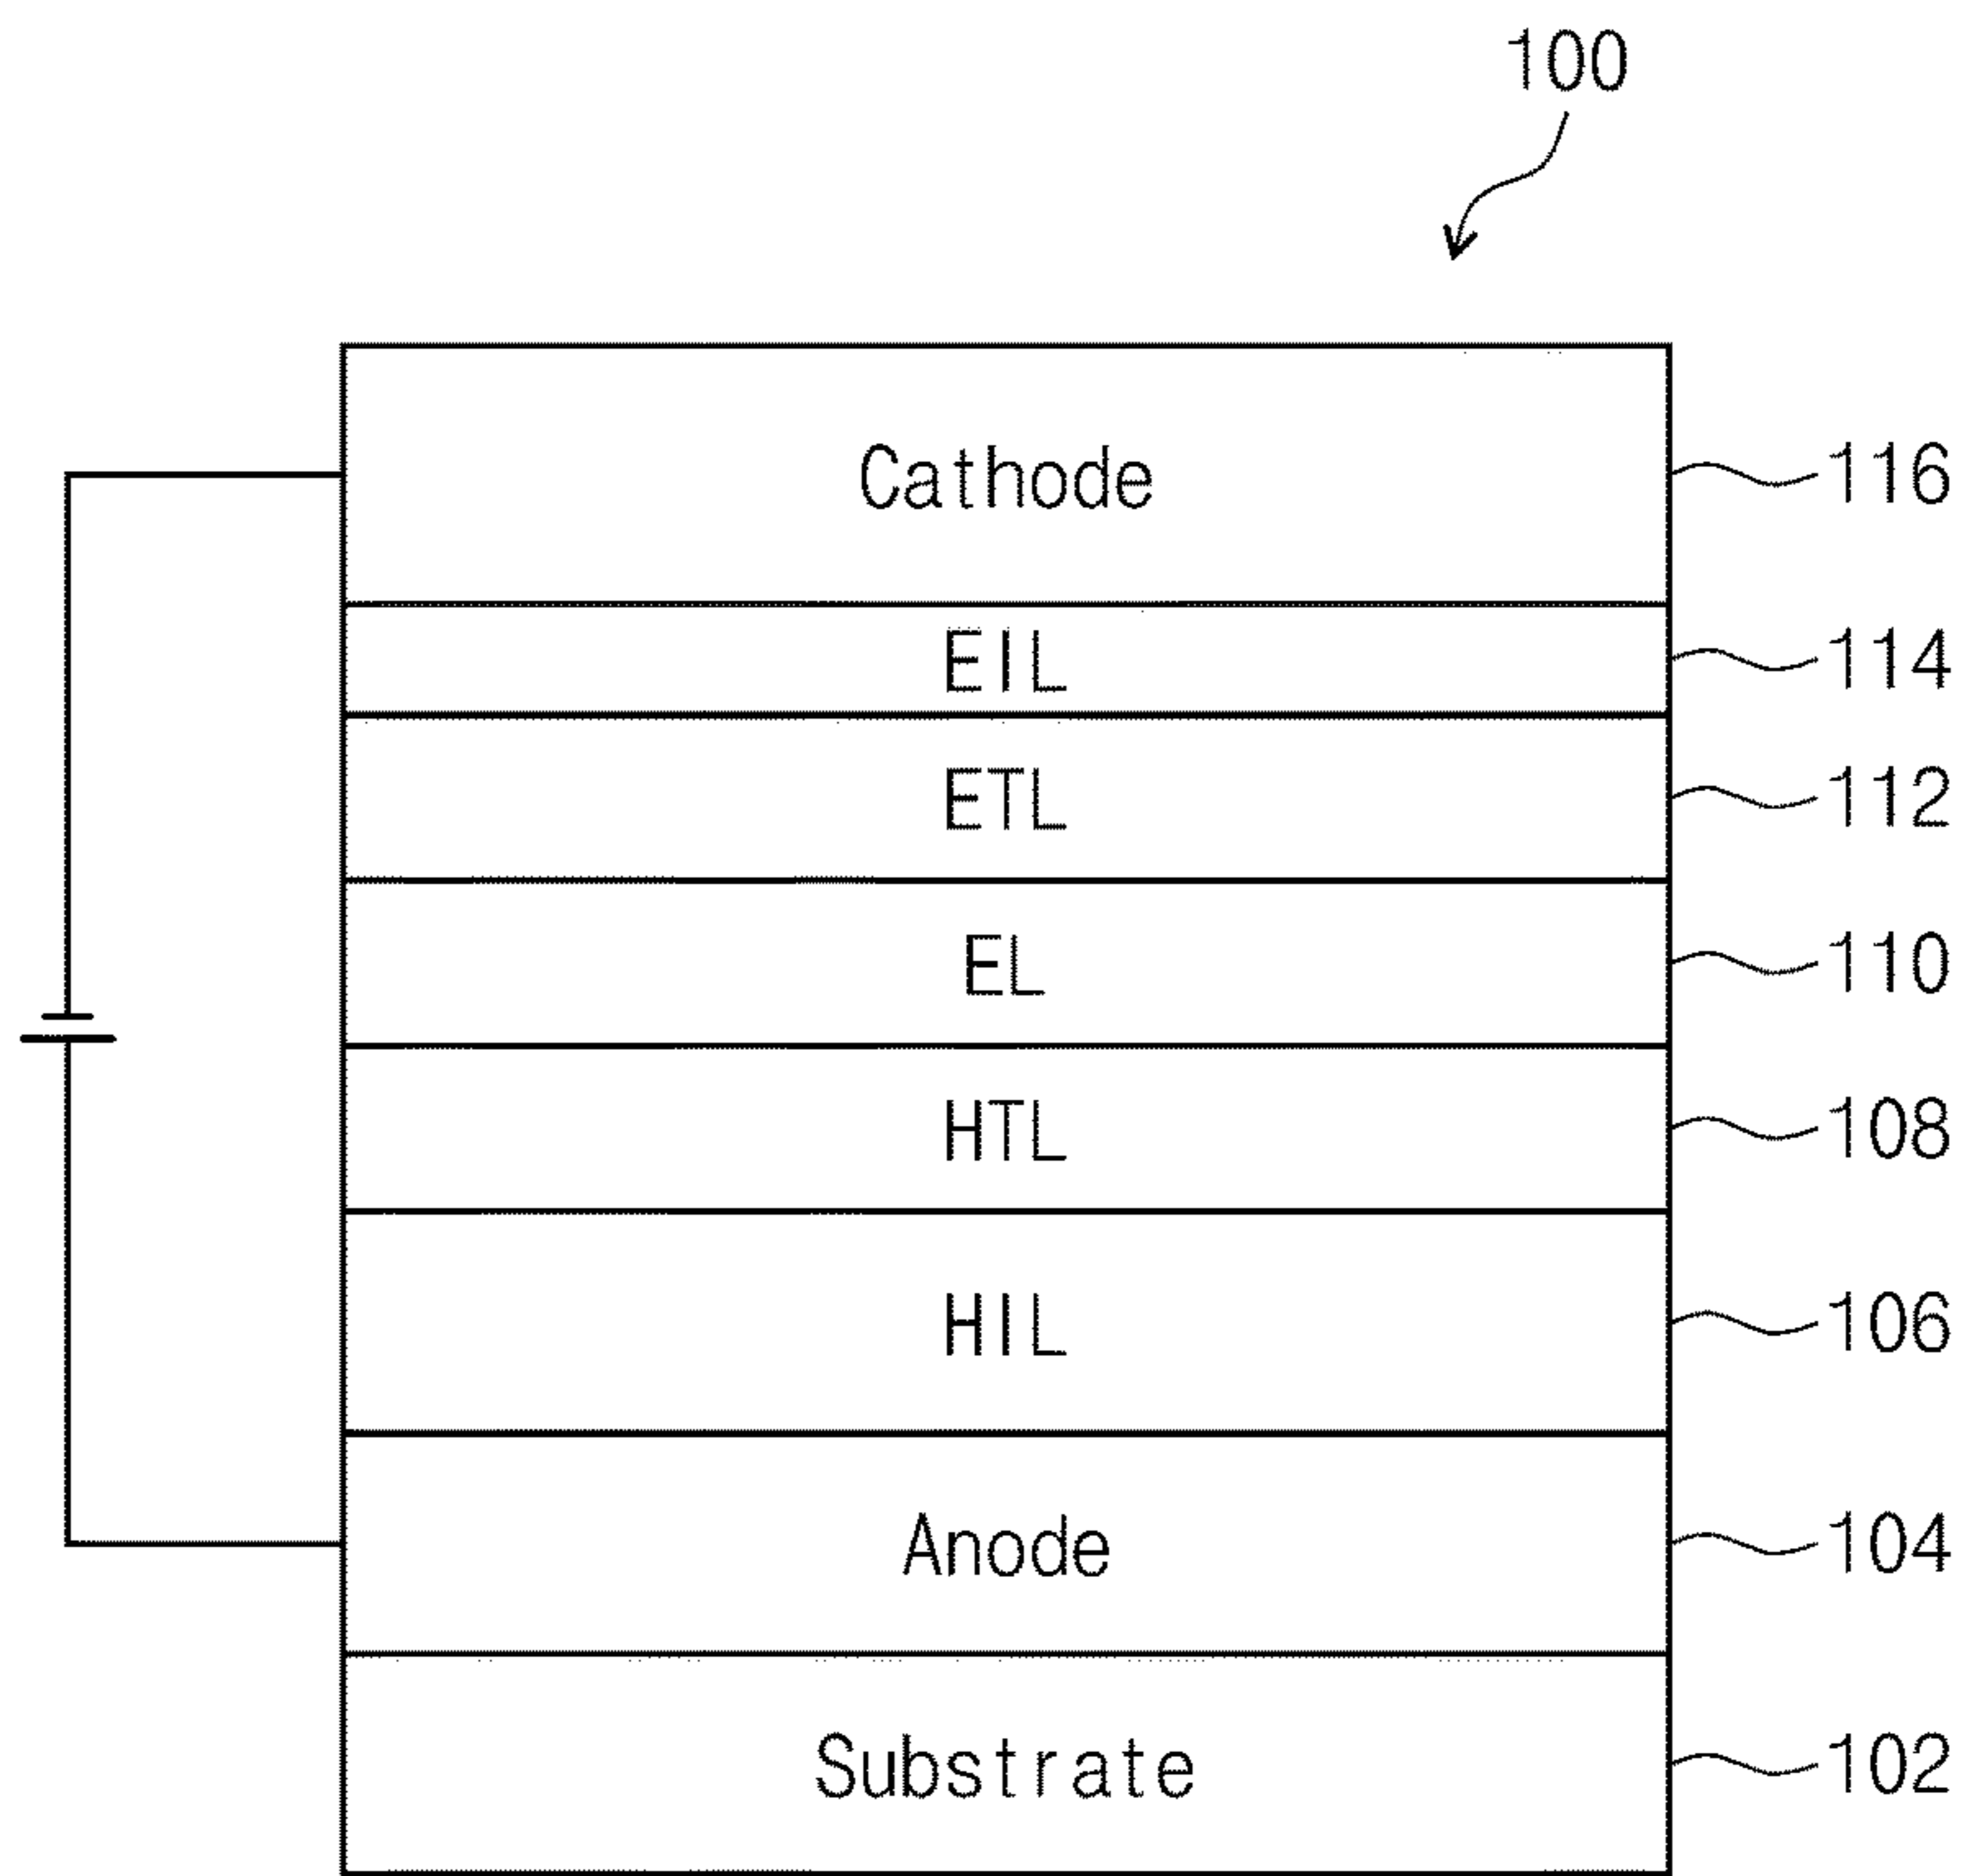 100
Cathode 116
EIL 114
ETL 112
EL 110
HTL 108
HIL 106
Anode 104
Substrate 102